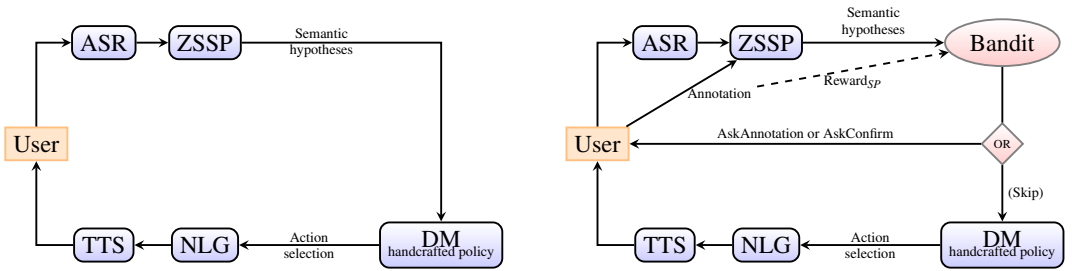 ASR
ZSSP
Semantic
hypotheses
User
TTS
NLG
Action
selection
DM
handcrafted policy
ASR
ZSSP
Semantic
hypotheses
Bandit
Reward_SP
Annotation
User
AskAnnotation or AskConfirm
OR
(Skip)
TTS
NLG
Action
selection
DM
handcrafted policy